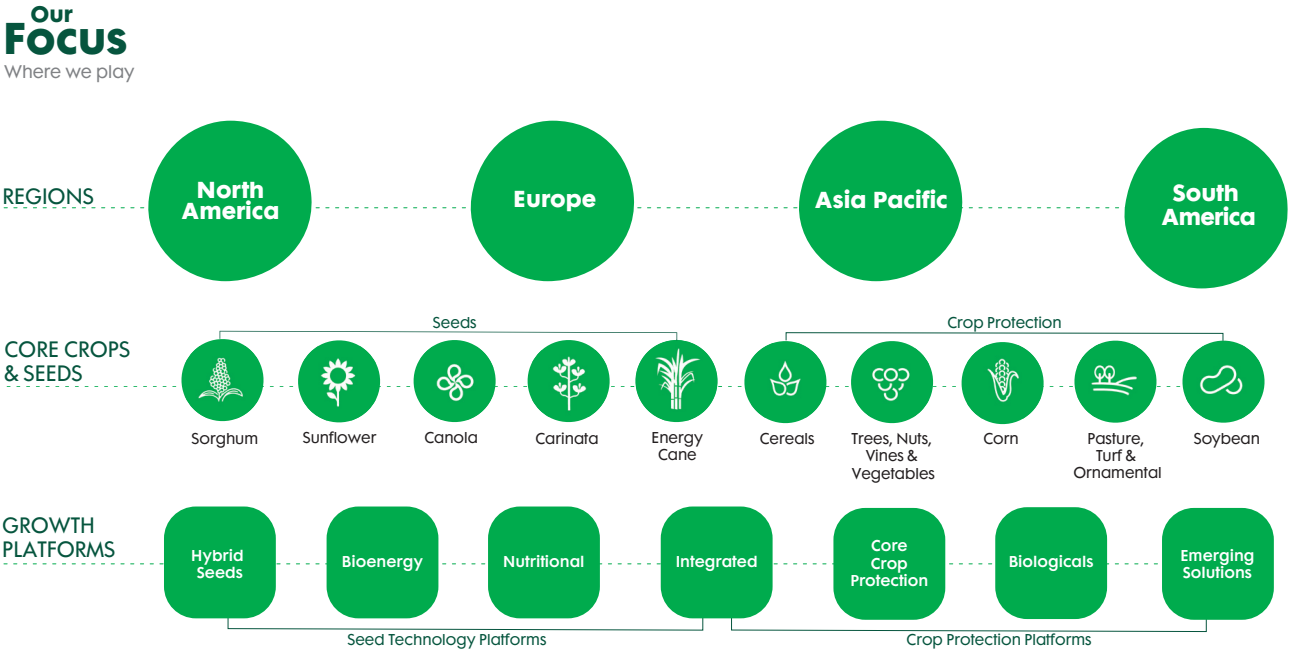 Our
Focus
Where we play
REGIONS
North
America
Europe
Asia Pacific
South
America
CORE CROPS
& SEEDS
Seeds
Crop Protection
Sorghum
Sunflower
Canola
Carinata
Energy
Cane
Cereals
Trees, Nuts,
Vines &
Vegetables
Corn
Pasture,
Turf &
Ornamental
Soybean
GROWTH
PLATFORMS
Hybrid
Seeds
Bioenergy
Nutritional
Integrated
Core
Crop
Protection
Biologicals
Emerging
Solutions
Seed Technology Platforms
Crop Protection Platforms